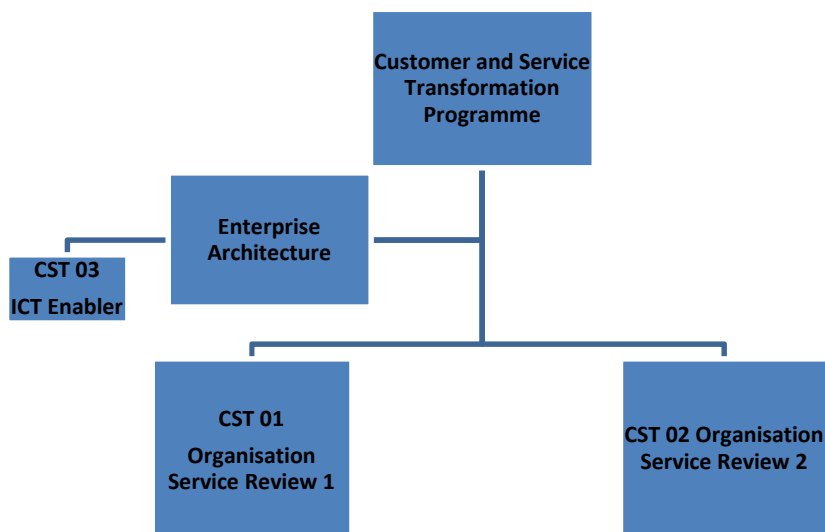 Customer and Service
Transformation
Programme
Enterprise
Architecture
CST 03
ICT Enabler
CST 01
Organisation
Service Review 1
CST 02 Organisation
Service Review 2